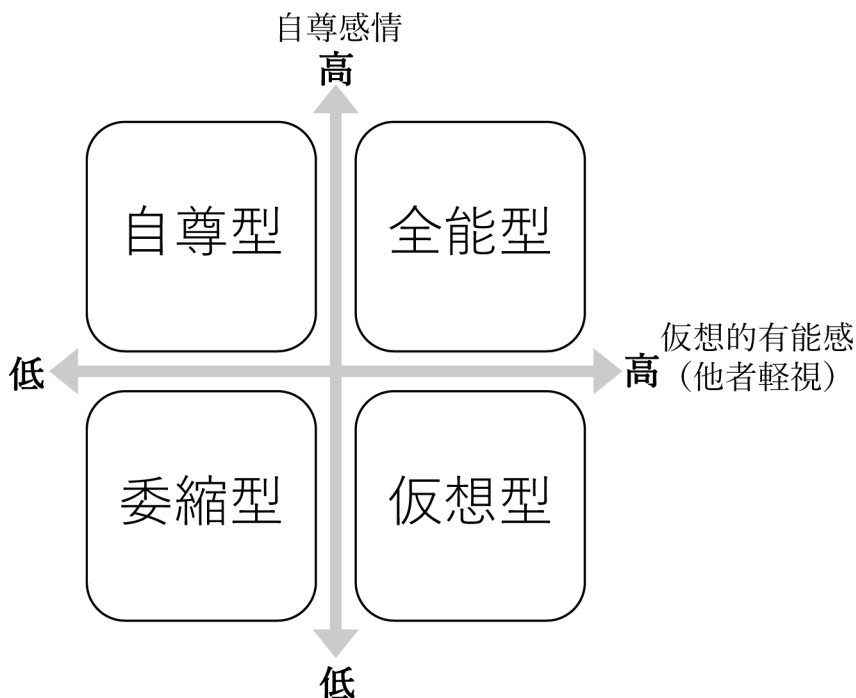 自尊感情
高
自尊型
全能型
低
高
仮想的有能感
（他者軽視）
委縮型
仮想型
低